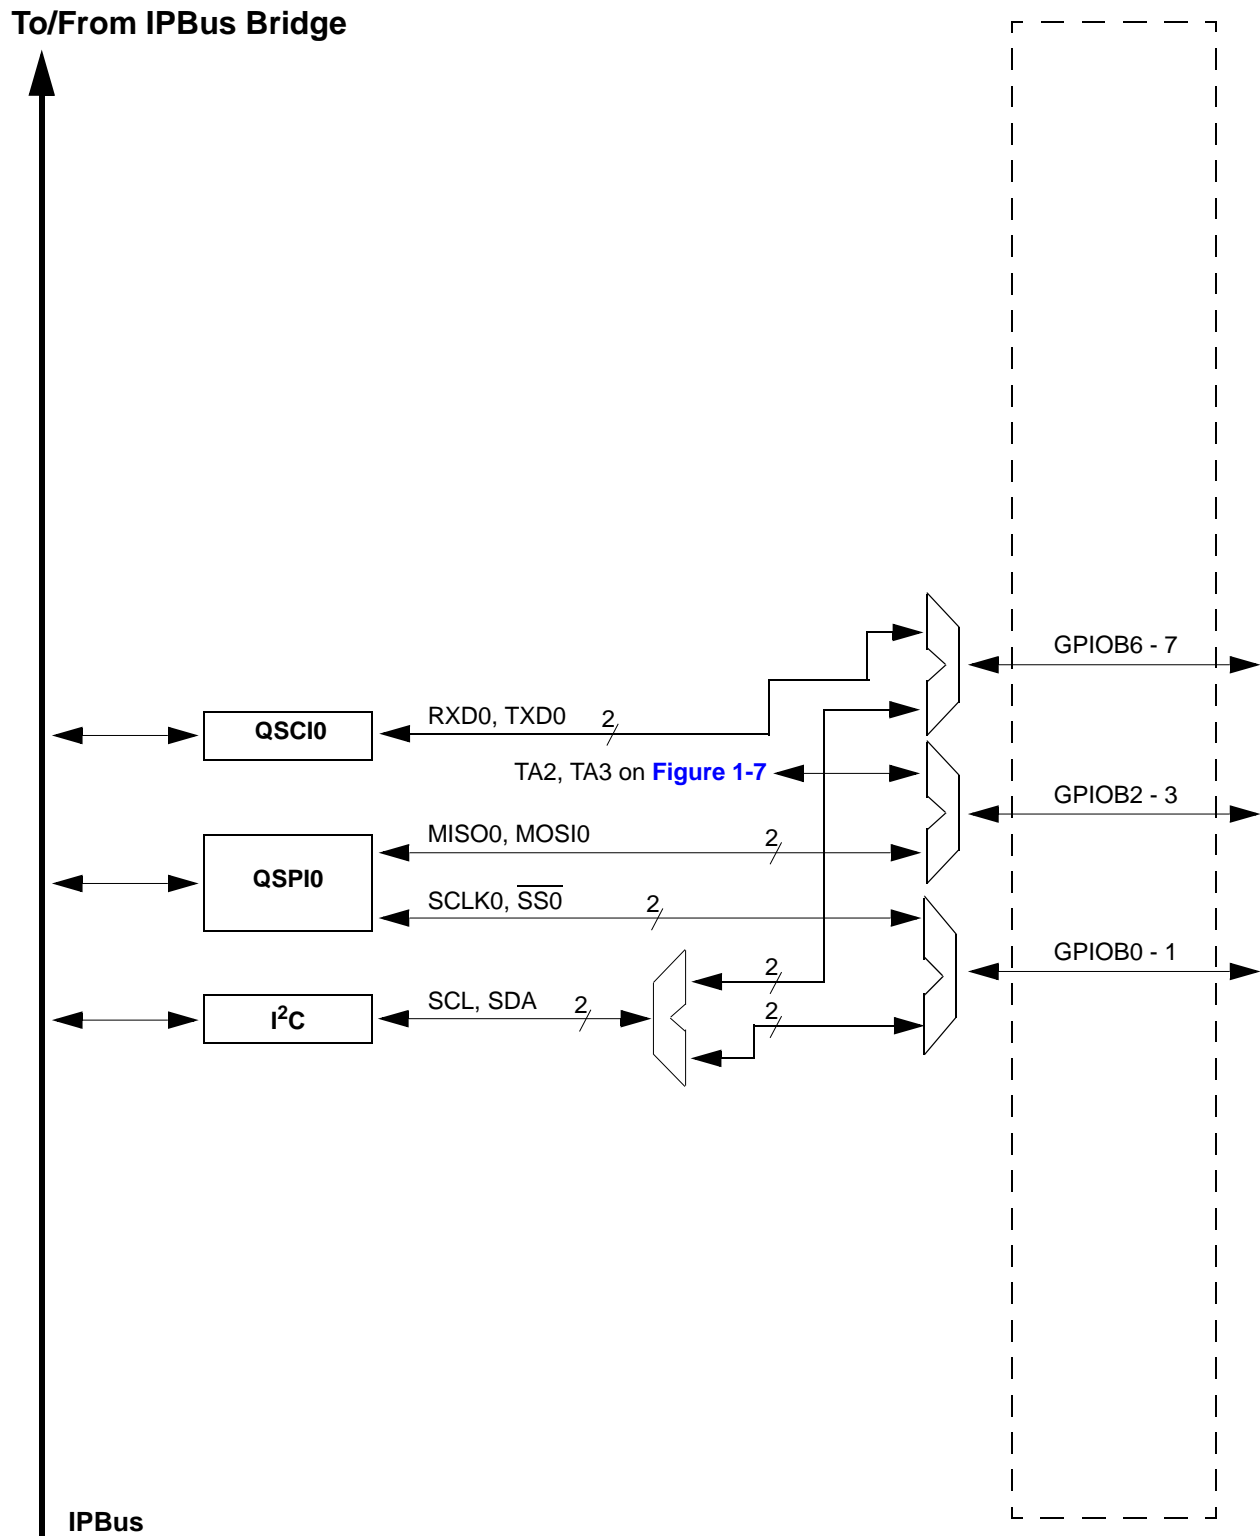 To/From IPBus Bridge
GPIOB6 - 7
RXD0, TXD0 2
QSCI0
TA2, TA3 on Figure 1-7
GPIOB2 - 3
MISO0, MOSI0 2
QSPI0
SCLK0, S̅S̅0̅ 2
GPIOB0 - 1
2
SCL, SDA 2
2
I²C
IPBus